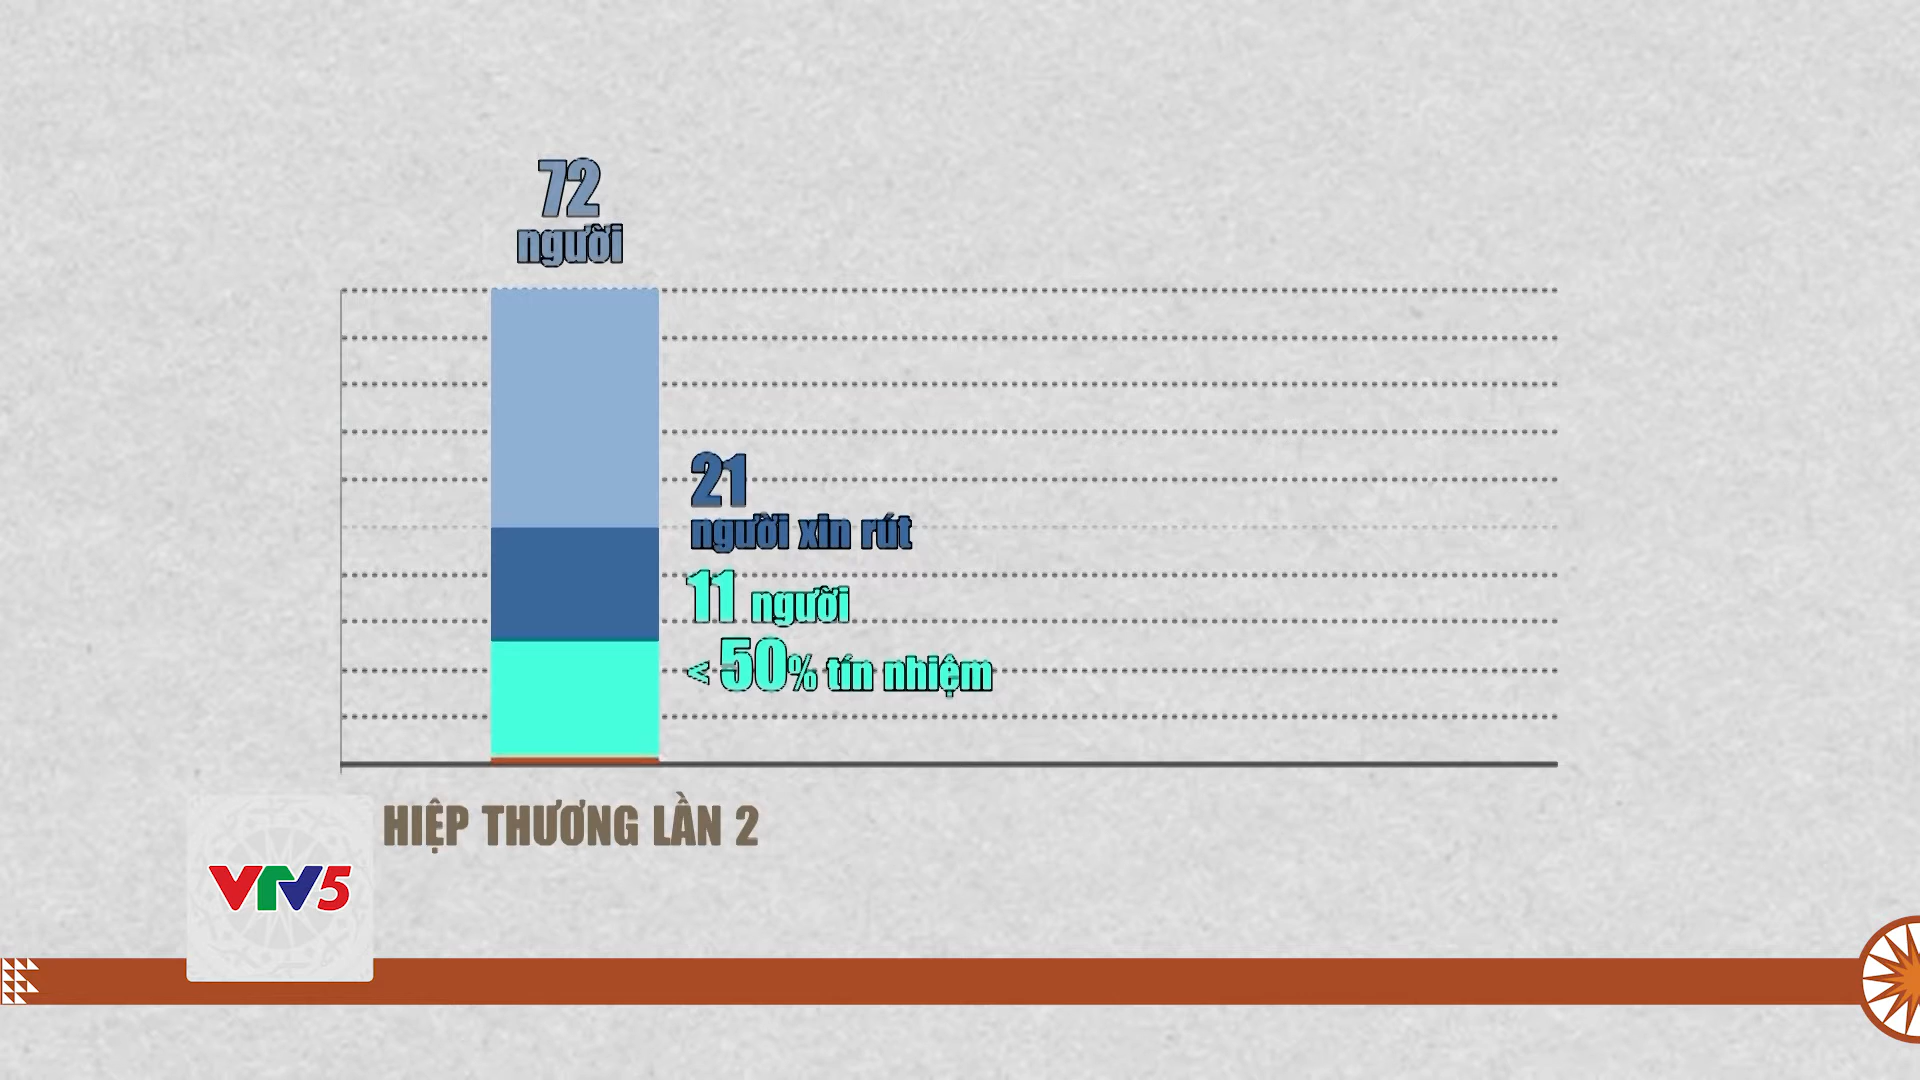 72
người
21
người xin rút
11 người
< 50% tín nhiệm
HIỆP THƯƠNG LẦN 2
VTV5